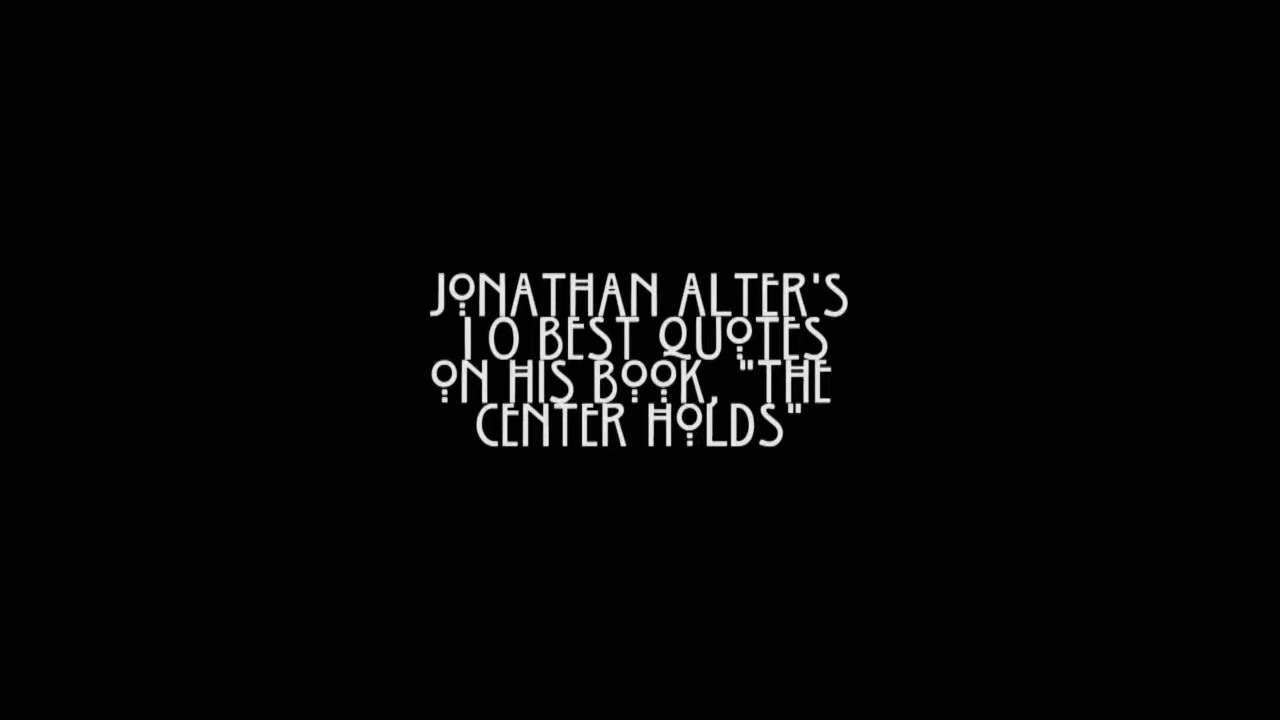 JONATHAN ALTER'S
10 BEST QUOTES
ON HIS BOOK, "THE
CENTER HOLDS"